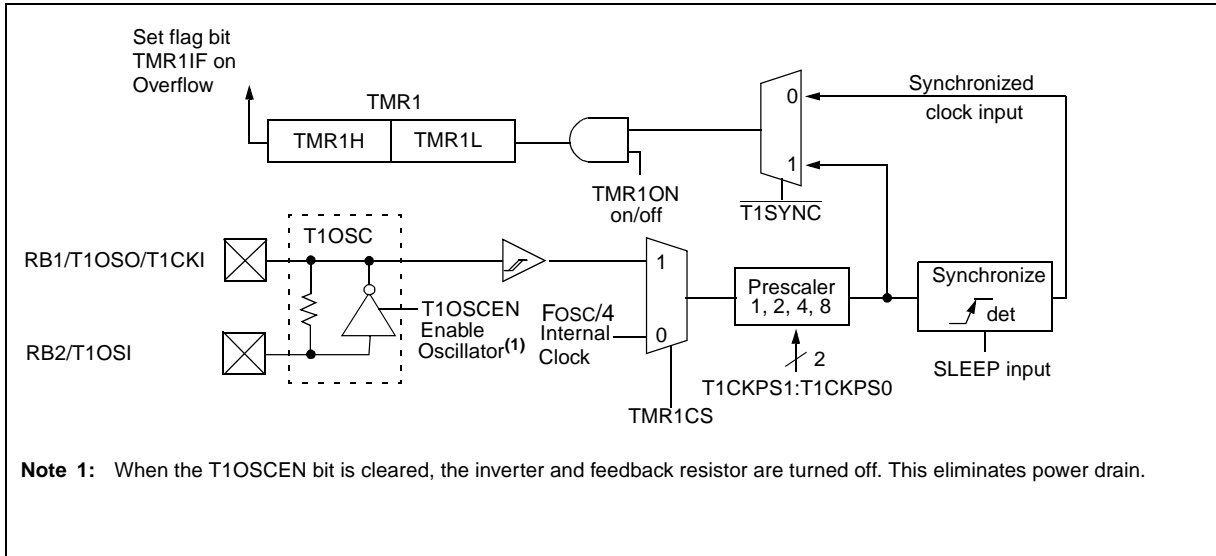 Set flag bit
TMR1IF on
Overflow
TMR1
TMR1H
TMR1L
TMR1ON
on/off
0
1
T1SYNC
Synchronized
clock input
RB1/T1OSO/T1CKI
RB2/T1OSI
T1OSC
T1OSCEN
Enable
Oscillator(1)
FOSC/4
Internal
Clock
1
0
TMR1CS
Prescaler
1, 2, 4, 8
2
T1CKPS1:T1CKPS0
Synchronize
det
SLEEP input
Note 1: When the T1OSCEN bit is cleared, the inverter and feedback resistor are turned off. This eliminates power drain.